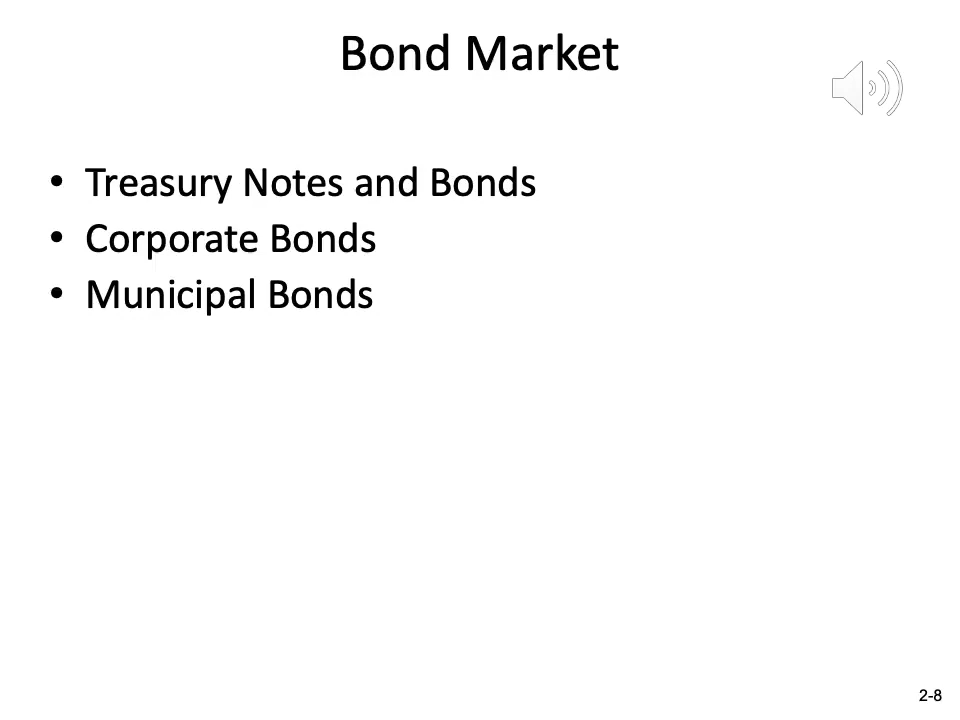 Bond Market
• Treasury Notes and Bonds
• Corporate Bonds
• Municipal Bonds
2-8